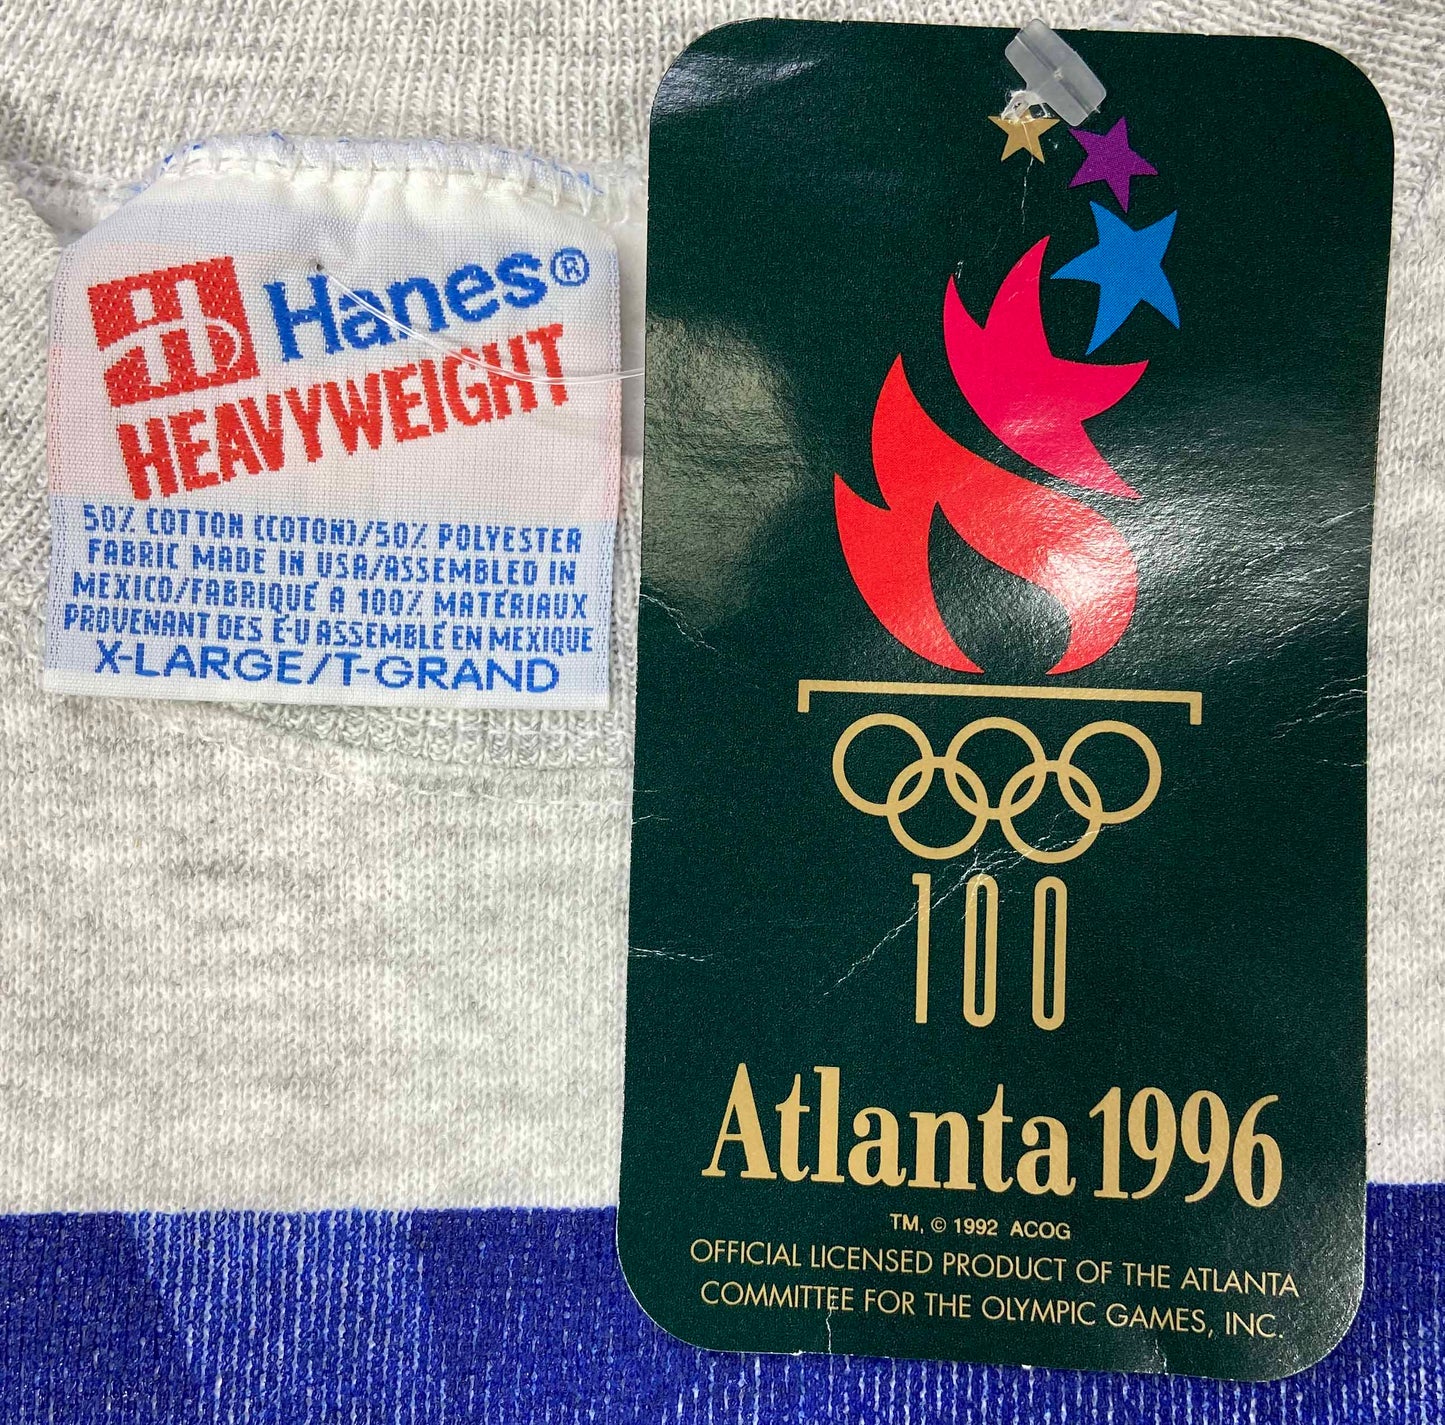 Hanes®
HEAVYWEIGHT
50% COTTON (COTON)/50% POLYESTER
FABRIC MADE IN USA/ASSEMBLED IN
MEXICO/FABRIQUÉ A 100% MATÉRIAUX
PROVENANT DES É-U ASSEMBLÉ EN MEXIQUE
X-LARGE/T-GRAND
100
Atlanta 1996
TM, © 1992 ACOG
OFFICIAL LICENSED PRODUCT OF THE ATLANTA
COMMITTEE FOR THE OLYMPIC GAMES, INC.